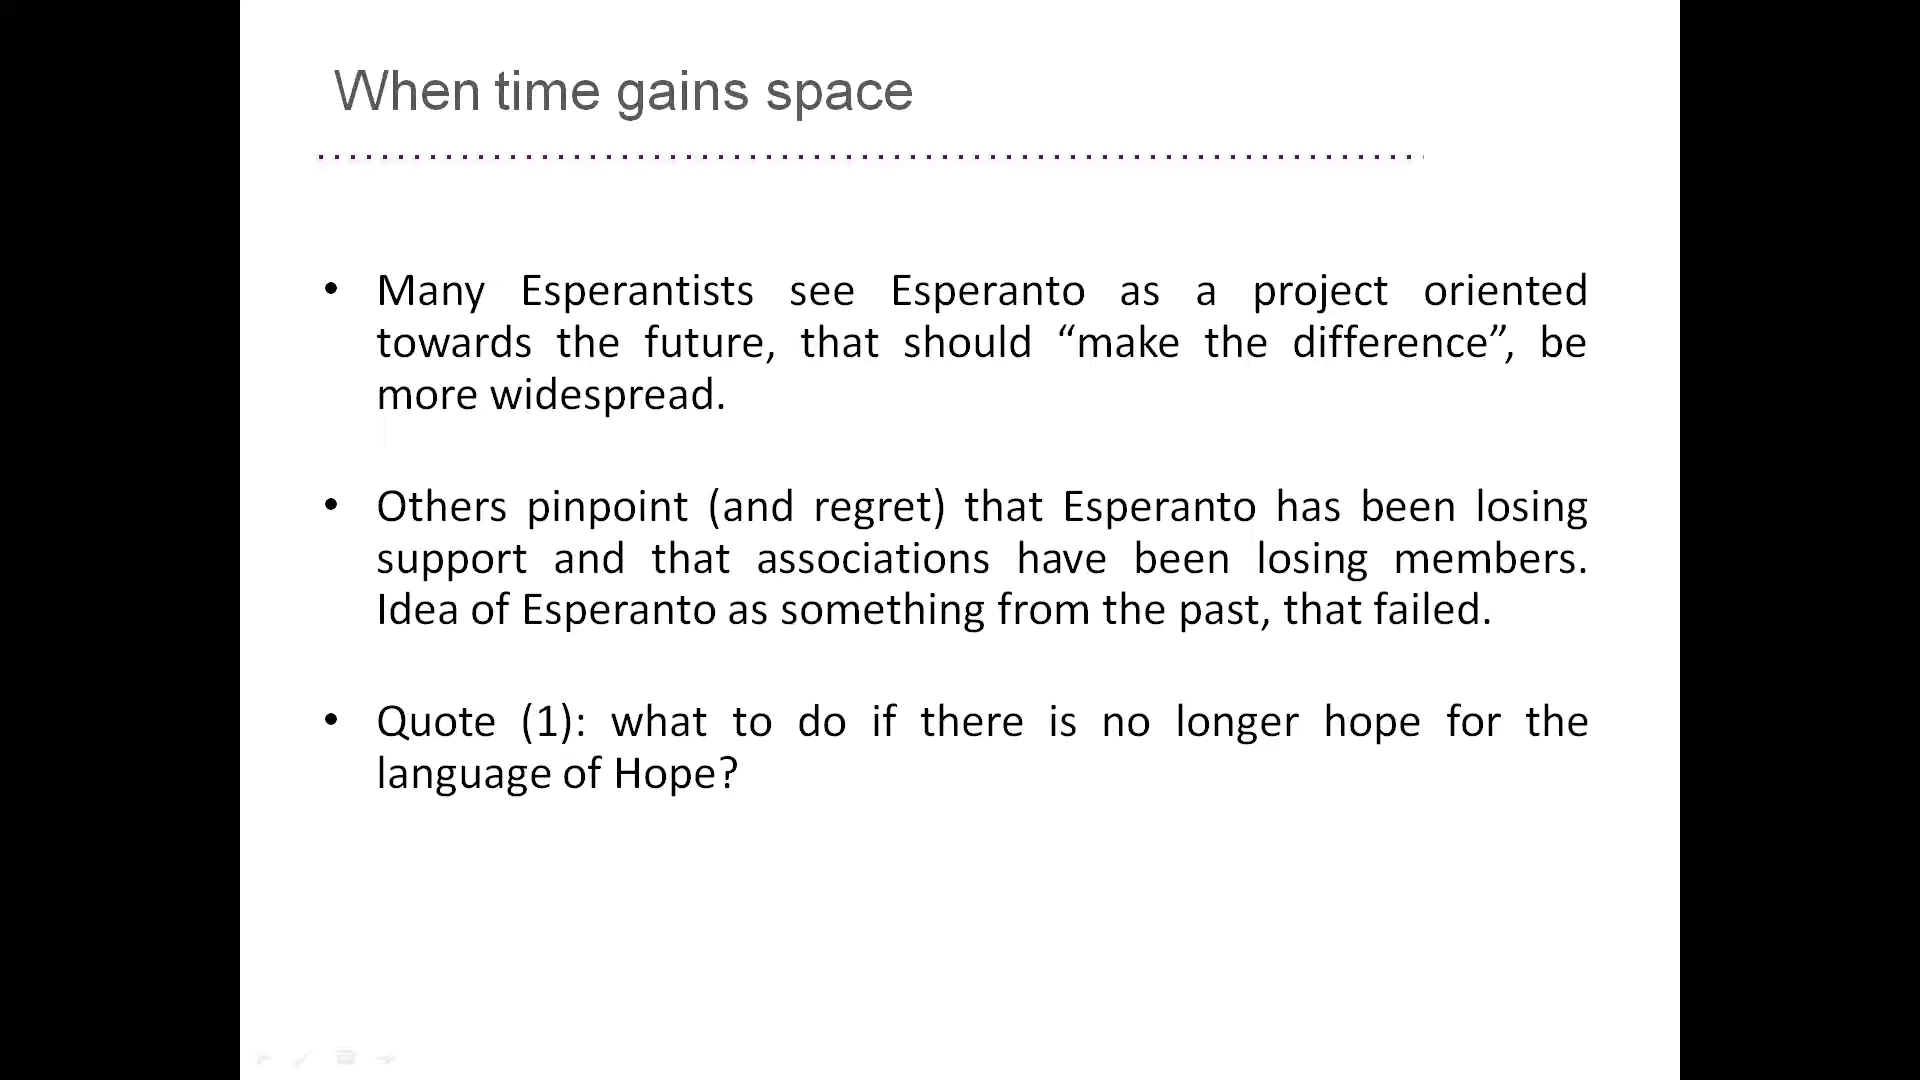 When time gains space
• Many Esperantists see Esperanto as a project oriented
towards the future, that should “make the difference”, be
more widespread.
• Others pinpoint (and regret) that Esperanto has been losing
support and that associations have been losing members.
Idea of Esperanto as something from the past, that failed.
• Quote (1): what to do if there is no longer hope for the
language of Hope?